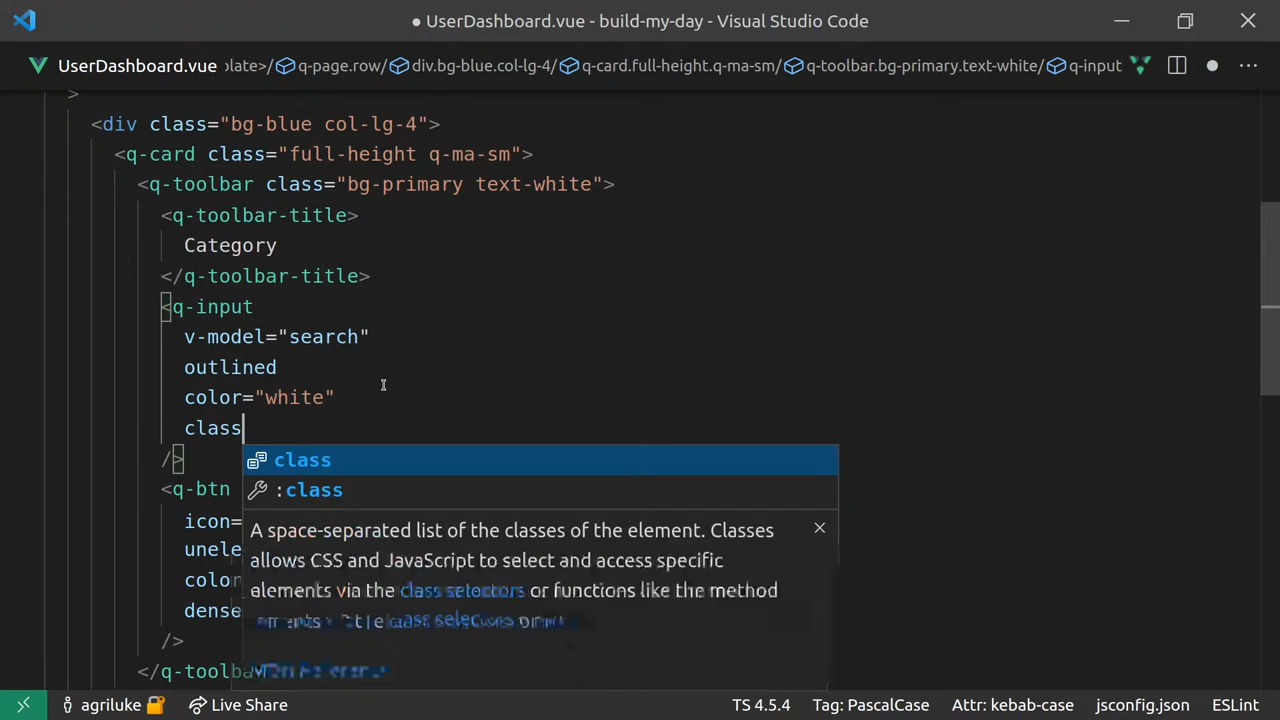 ● UserDashboard.vue - build-my-day - Visual Studio Code
UserDashboard.vue plate>/ q-page.row/ div.bg-blue.col-lg-4/ q-card.full-height.q-ma-sm/ q-toolbar.bg-primary.text-white/ q-input
>
<div class="bg-blue col-lg-4">
<q-card class="full-height q-ma-sm">
<q-toolbar class="bg-primary text-white">
<q-toolbar-title>
Category
</q-toolbar-title>
<q-input
v-model="search"
outlined
color="white"
class
/>
class
<q-btn
:class
icon=
A space-separated list of the classes of the element. Classes
unele
allows CSS and JavaScript to select and access specific
color
elements via the class selectors or functions like the method
dense
/>
</q-toolba
agriluke Live Share TS 4.5.4 Tag: PascalCase Attr: kebab-case jsconfig.json ESLint